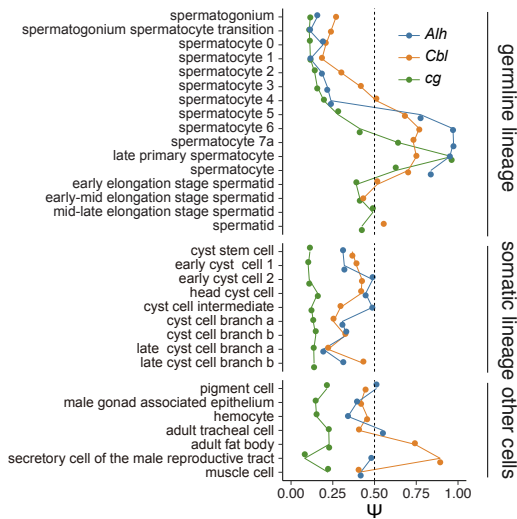 spermatogonium
spermatogonium spermatocyte transition
spermatocyte 0
spermatocyte 1
spermatocyte 2
spermatocyte 3
spermatocyte 4
spermatocyte 5
spermatocyte 6
spermatocyte 7a
late primary spermatocyte
spermatocyte
early elongation stage spermatid
early-mid elongation stage spermatid
mid-late elongation stage spermatid
spermatid
Alh
Cbl
cg
germline lineage
cyst stem cell
early cyst cell 1
early cyst cell 2
head cyst cell
cyst cell intermediate
cyst cell branch a
cyst cell branch b
late cyst cell branch a
late cyst cell branch b
somatic lineage
pigment cell
male gonad associated epithelium
hemocyte
adult tracheal cell
adult fat body
secretory cell of the male reproductive tract
muscle cell
other cells
0.00 0.25 0.50 0.75 1.00
Ψ